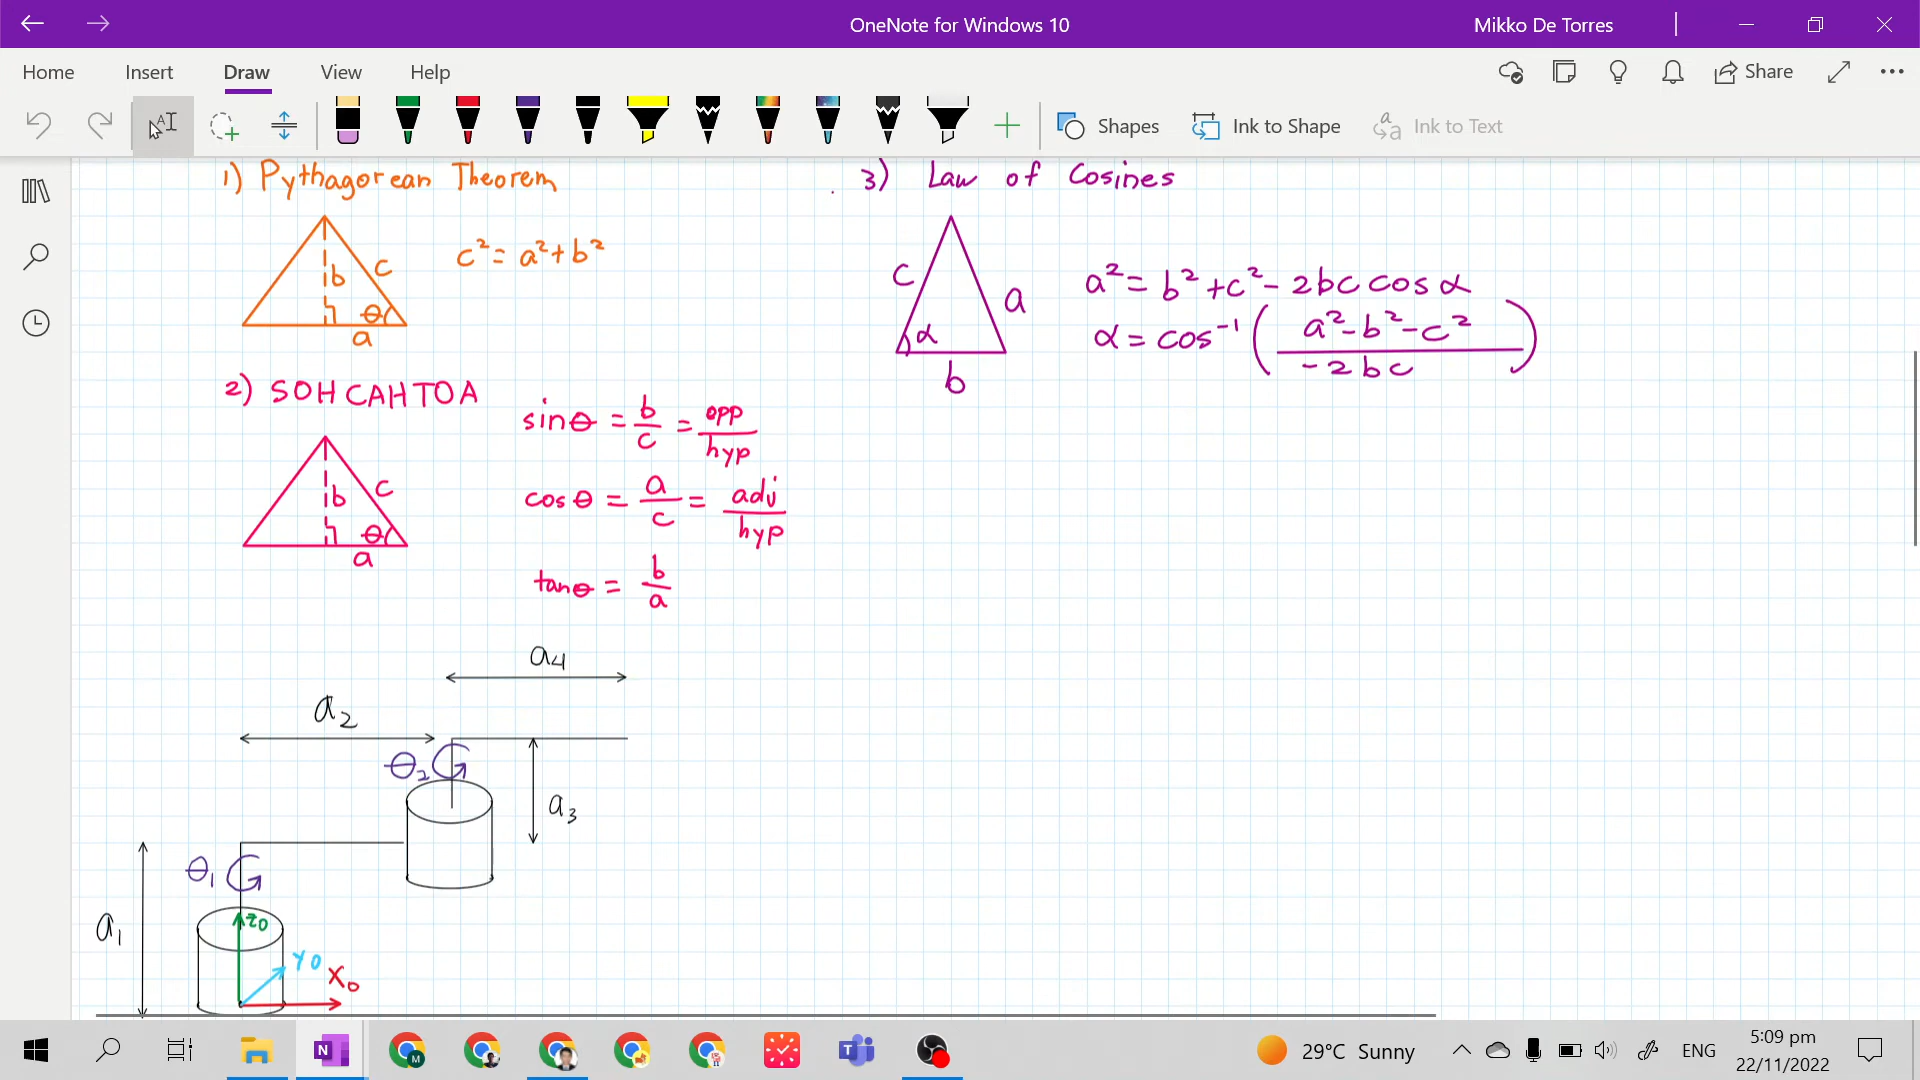 OneNote for Windows 10
Mikko De Torres
Home Insert Draw View Help
Share
Shapes
Ink to Shape
Ink to Text
1) Pythagorean Theorem
b c
θ
a
c² = a² + b²
2) SOH CAH TOA
b c
θ
a
sinθ = b/c = opp/hyp
cosθ = a/c = adj/hyp
tanθ = b/a
3) Law of Cosines
c a
α
b
a² = b² + c² - 2bc cos α
α = cos⁻¹ ( (a² - b² - c²) / (-2bc) )
a₄
a₂
θ₂
a₃
θ₁
a₁
z0
Y0
X₀
29°C Sunny
ENG
5:09 pm
22/11/2022